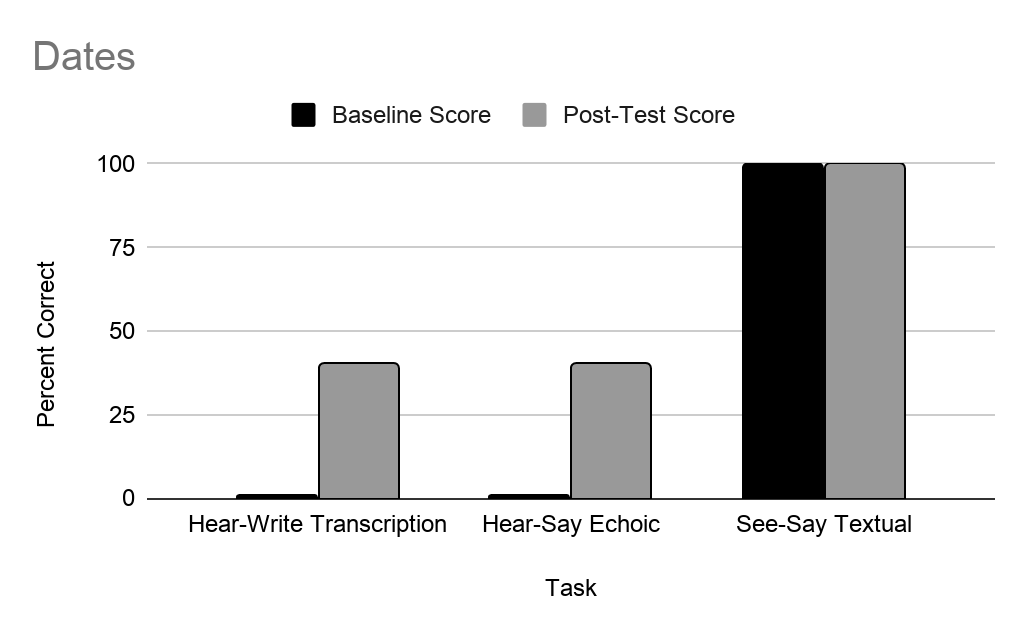 Dates
Baseline Score Post-Test Score
100
75
50
25
0
Percent Correct
Hear-Write Transcription Hear-Say Echoic See-Say Textual
Task